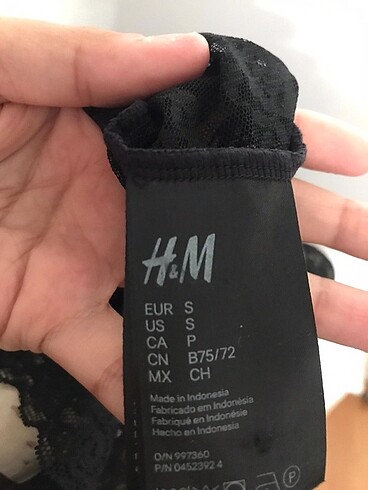 H&M
EUR S
US S
CA P
CN B75/72
MX CH
Made in Indonesia
Fabricado em Indonésia
Fabriqué en Indonésie
Hecho en Indonesia
O/N 997360
P/N 0452392 4
P